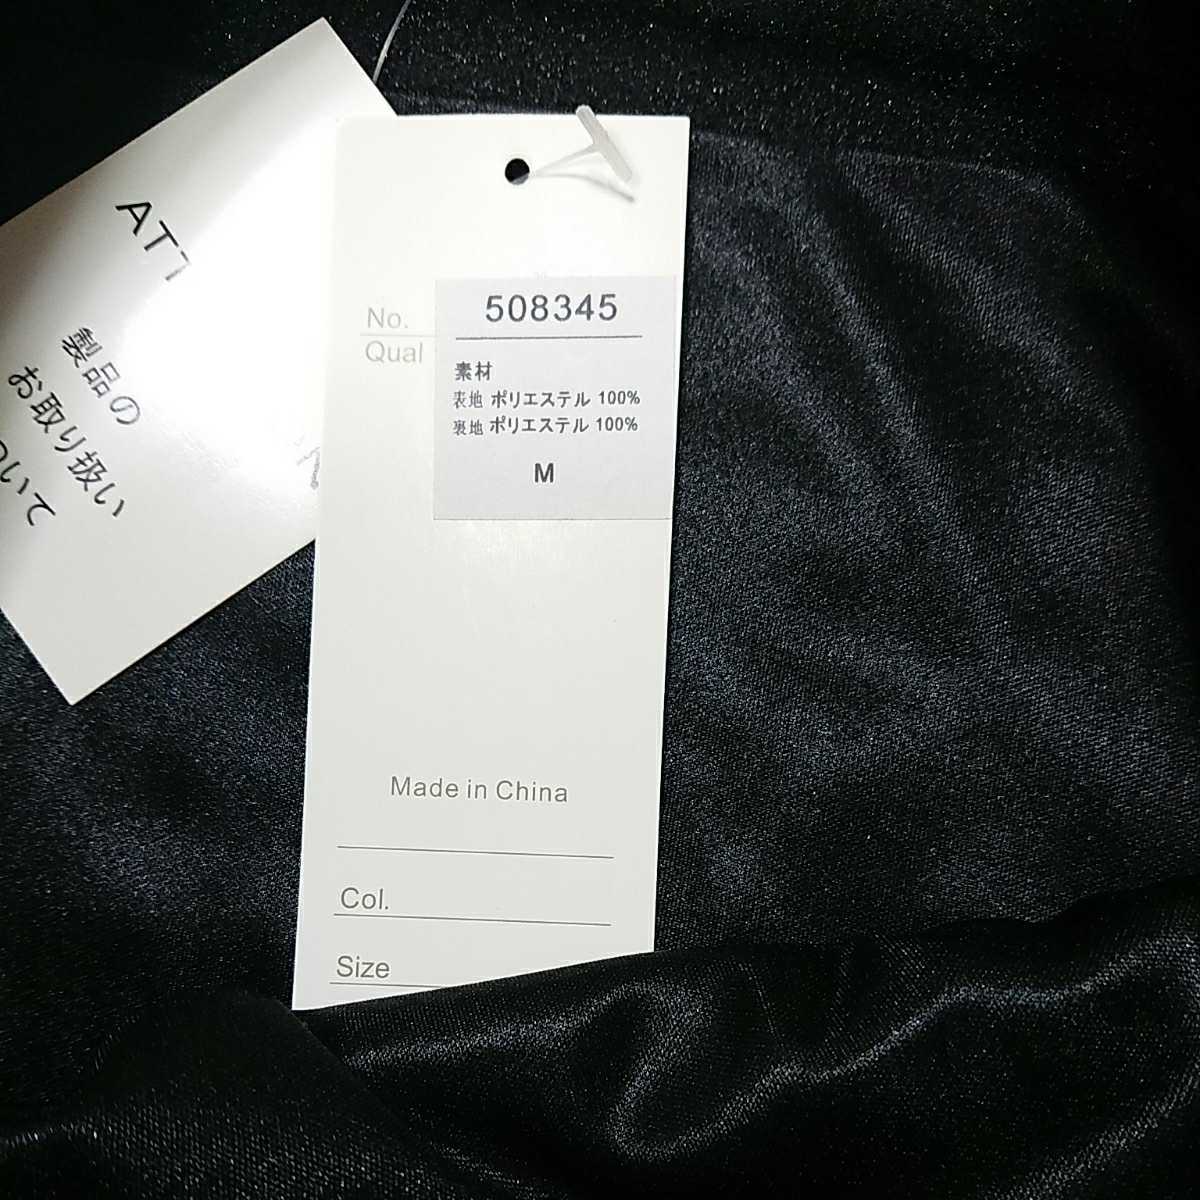 ATT
製品の
お取り扱い
ついて
No.
Qual
508345
素材
表地 ポリエステル 100%
裏地 ポリエステル 100%
M
Made in China
Col.
Size